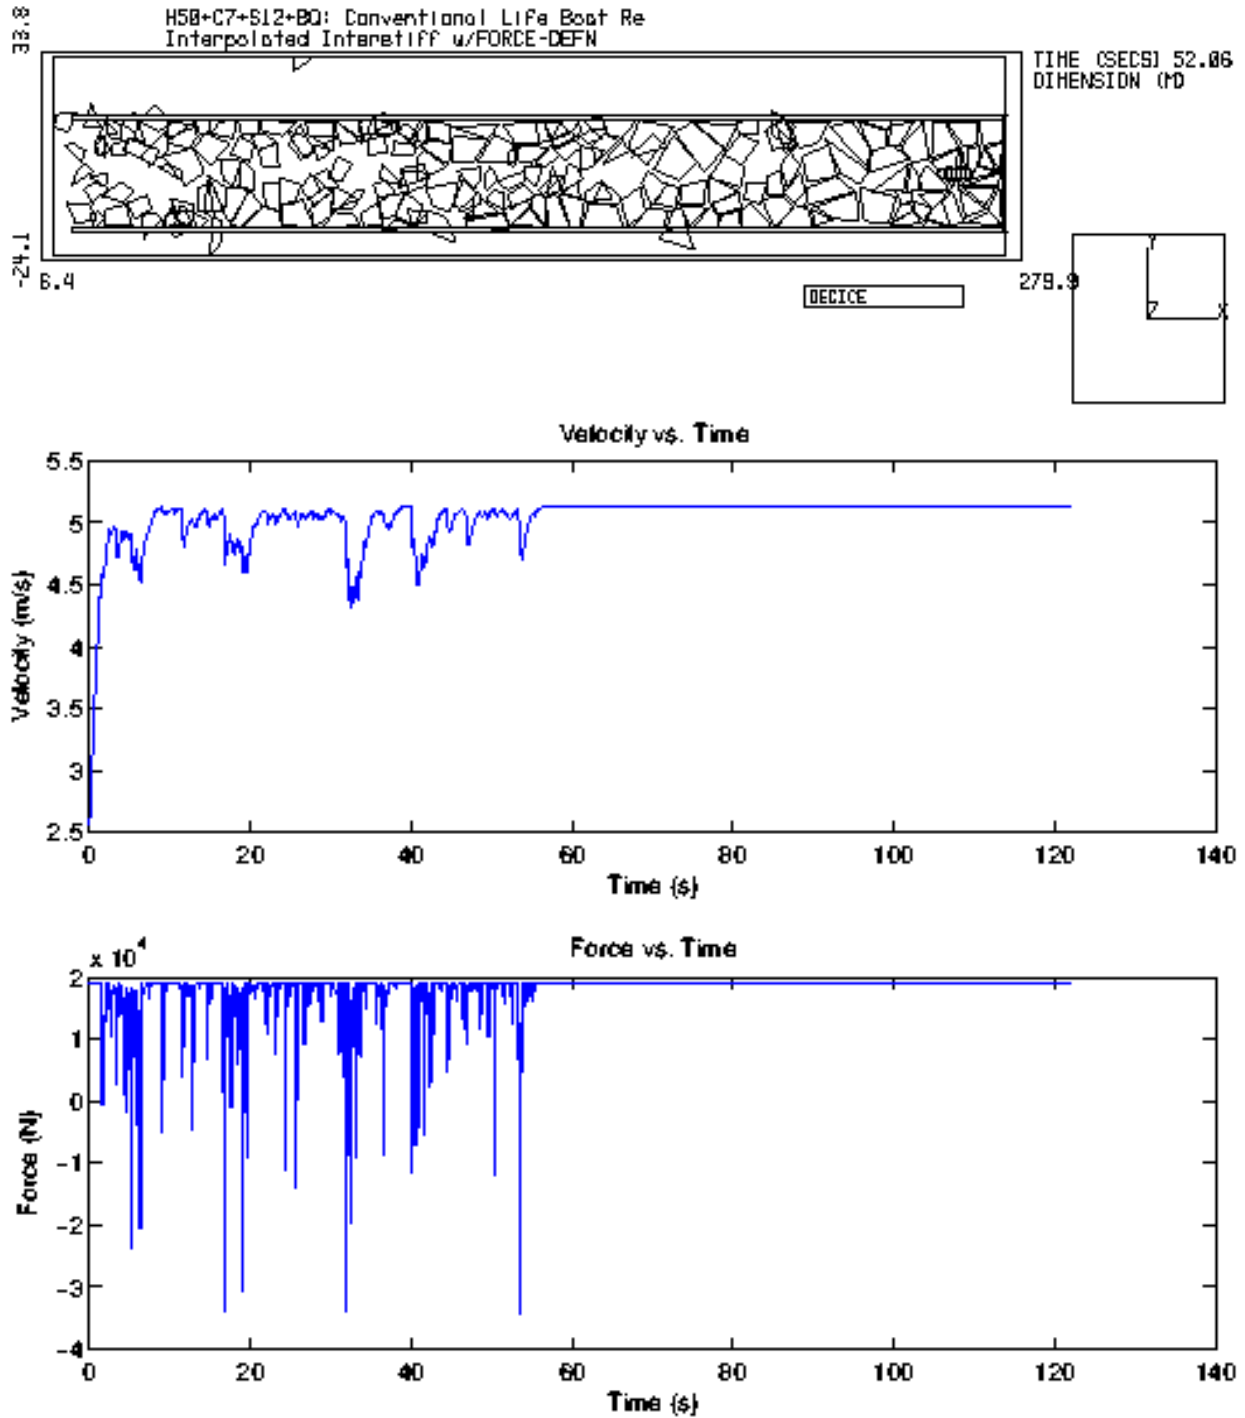 H50+C7+S12+BQ: Conventional Life Boat Re
Interpolated Interstiff w/FORCE-DEFN
33.8
TIME (SECS) 52.06
DIMENSION (M)
-24.1
6.4
279.9
DECICE
Y
Z
X
Velocity vs. Time
5.5
5
4.5
4
3.5
3
2.5
Velocity (m/s)
0 20 40 60 80 100 120 140
Time (s)
Force vs. Time
x 10^4
2
1
0
-1
-2
-3
-4
Force (N)
0 20 40 60 80 100 120 140
Time (s)